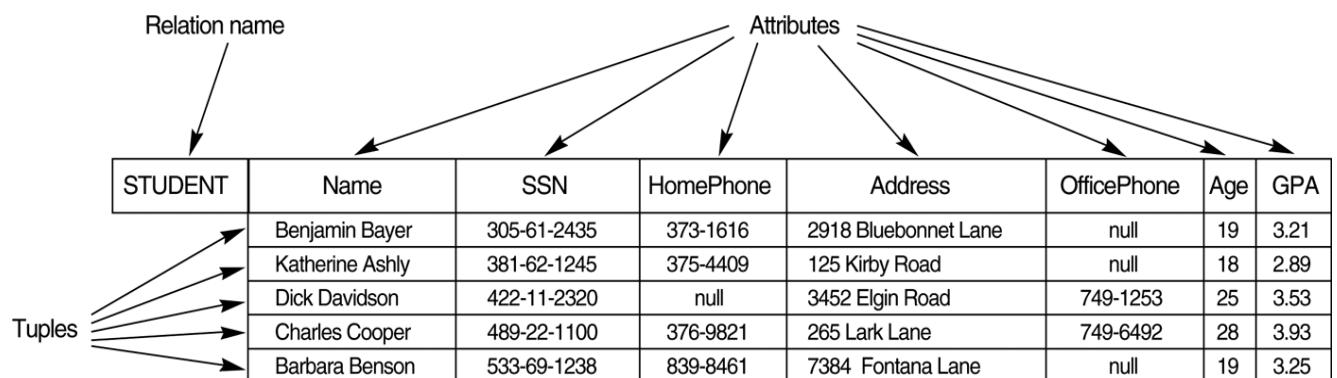 Relation name Attributes
STUDENT Name SSN HomePhone Address OfficePhone Age GPA
Benjamin Bayer 305-61-2435 373-1616 2918 Bluebonnet Lane null 19 3.21
Katherine Ashly 381-62-1245 375-4409 125 Kirby Road null 18 2.89
Dick Davidson 422-11-2320 null 3452 Elgin Road 749-1253 25 3.53
Tuples Charles Cooper 489-22-1100 376-9821 265 Lark Lane 749-6492 28 3.93
Barbara Benson 533-69-1238 839-8461 7384 Fontana Lane null 19 3.25